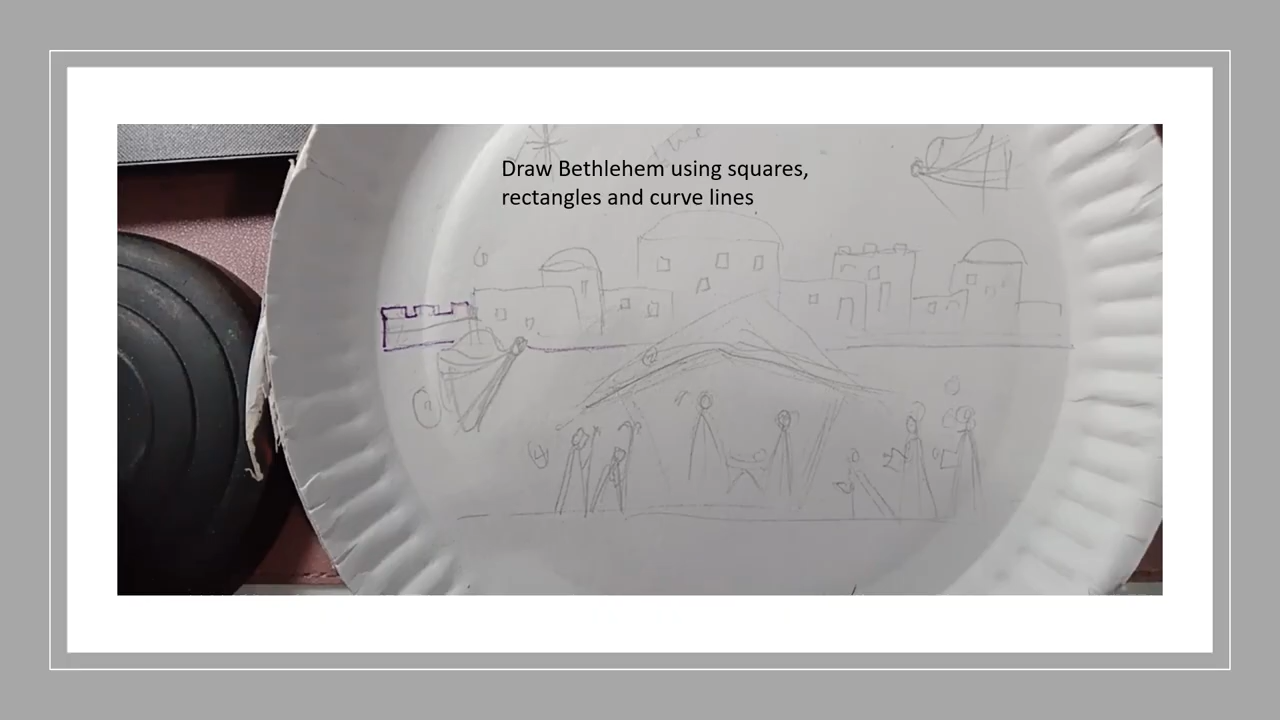 Draw Bethlehem using squares,
rectangles and curve lines